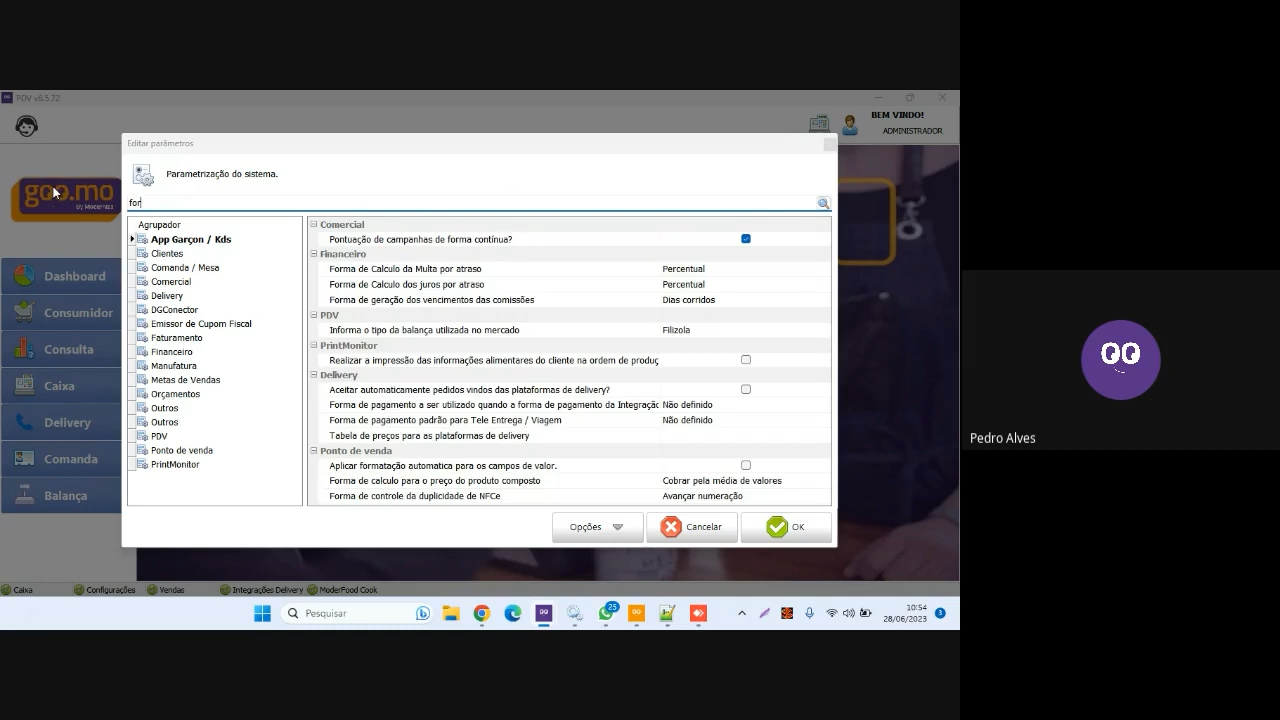 PDV v8.5.72
BEM VINDO!
ADMINISTRADOR
goo.mo
By Moderniza
Dashboard
Consumidor
Consulta
Caixa
Delivery
Comanda
Balança
Editar parâmetros
Parametrização do sistema.
for
Agrupador
App Garçon / Kds
Clientes
Comanda / Mesa
Comercial
Delivery
DGConector
Emissor de Cupom Fiscal
Faturamento
Financeiro
Manufatura
Metas de Vendas
Orçamentos
Outros
Outros
PDV
Ponto de venda
PrintMonitor
Comercial
Pontuação de campanhas de forma contínua?
Financeiro
Forma de Calculo da Multa por atraso Percentual
Forma de Calculo dos juros por atraso Percentual
Forma de geração dos vencimentos das comissões Dias corridos
PDV
Informa o tipo da balança utilizada no mercado Filizola
PrintMonitor
Realizar a impressão das informações alimentares do cliente na ordem de produç
Delivery
Aceitar automaticamente pedidos vindos das plataformas de delivery?
Forma de pagamento a ser utilizado quando a forma de pagamento da Integraçã Não definido
Forma de pagamento padrão para Tele Entrega / Viagem Não definido
Tabela de preços para as plataformas de delivery
Ponto de venda
Aplicar formatação automatica para os campos de valor.
Forma de calculo para o preço do produto composto Cobrar pela média de valores
Forma de controle da duplicidade de NFCe Avançar numeração
Opções
Cancelar
OK
Caixa
Configurações
Vendas
Integrações Delivery
ModerFood Cook
Pesquisar
25
10:54
28/06/2023
3
Pedro Alves